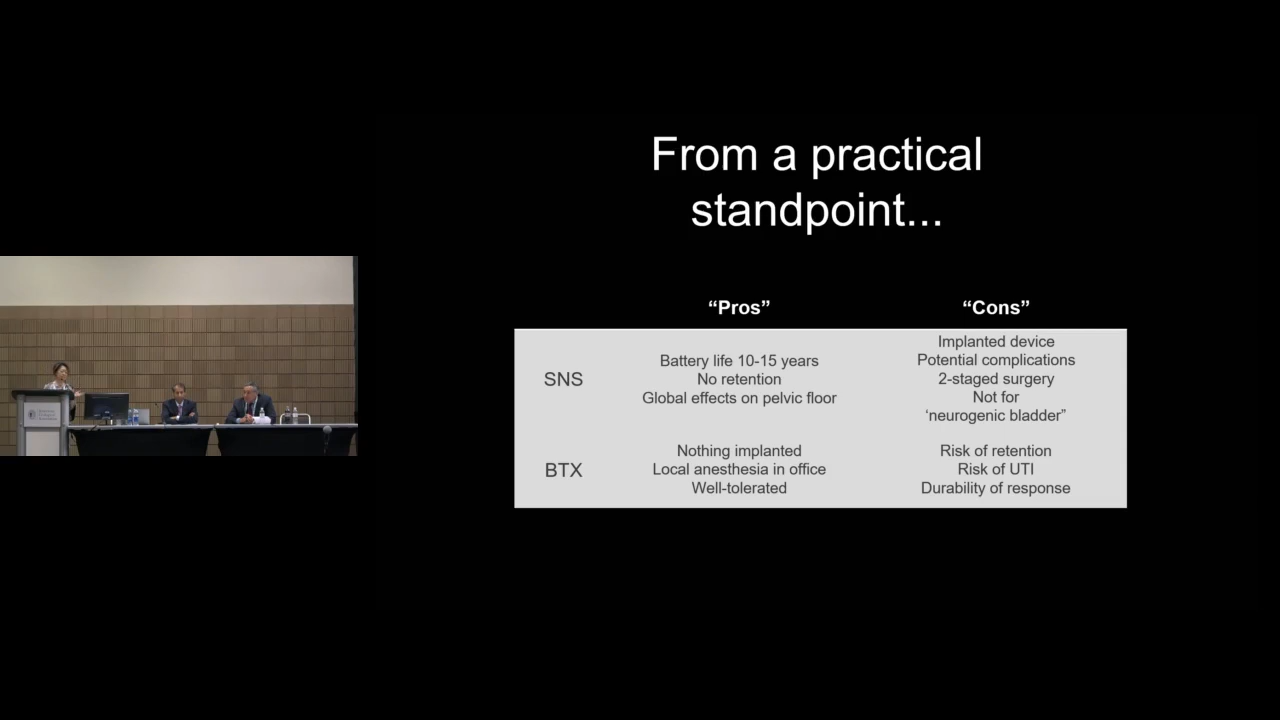 From a practical
standpoint...
“Pros” “Cons”
SNS
Battery life 10-15 years
No retention
Global effects on pelvic floor
Implanted device
Potential complications
2-staged surgery
Not for
‘neurogenic bladder”
BTX
Nothing implanted
Local anesthesia in office
Well-tolerated
Risk of retention
Risk of UTI
Durability of response